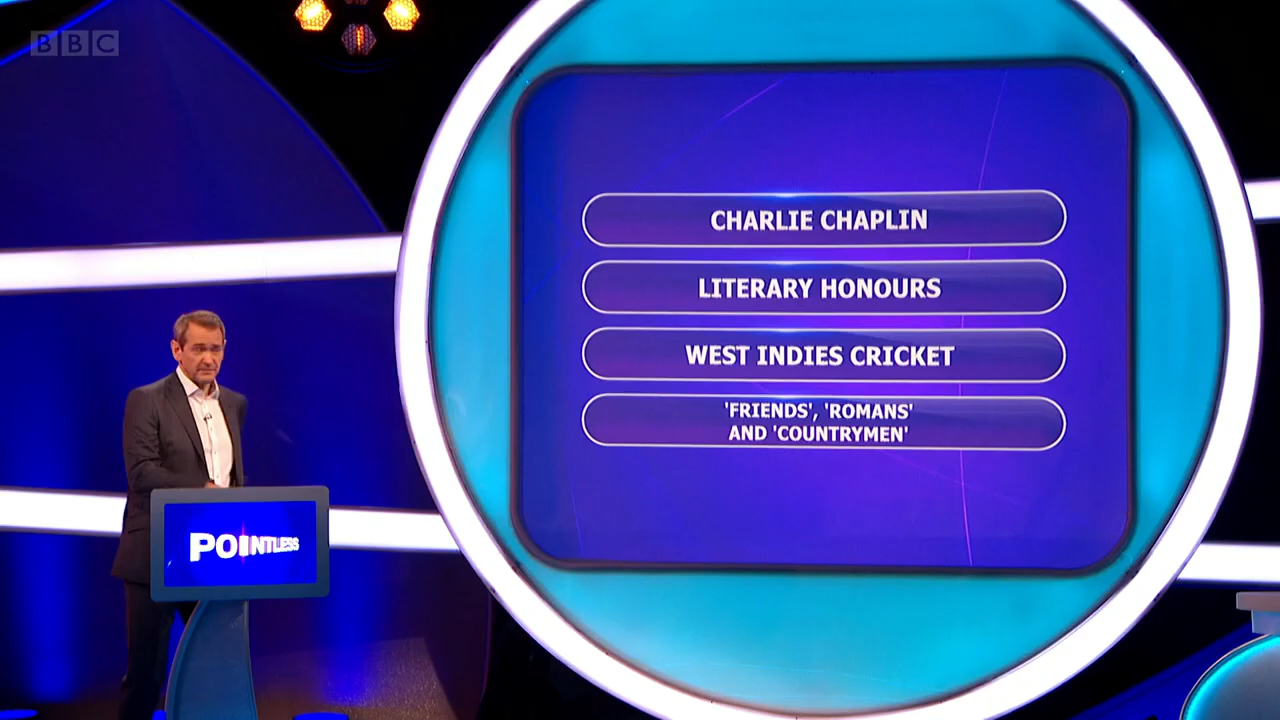 BBC
CHARLIE CHAPLIN
LITERARY HONOURS
WEST INDIES CRICKET
'FRIENDS', 'ROMANS'
AND 'COUNTRYMEN'
POINTLESS